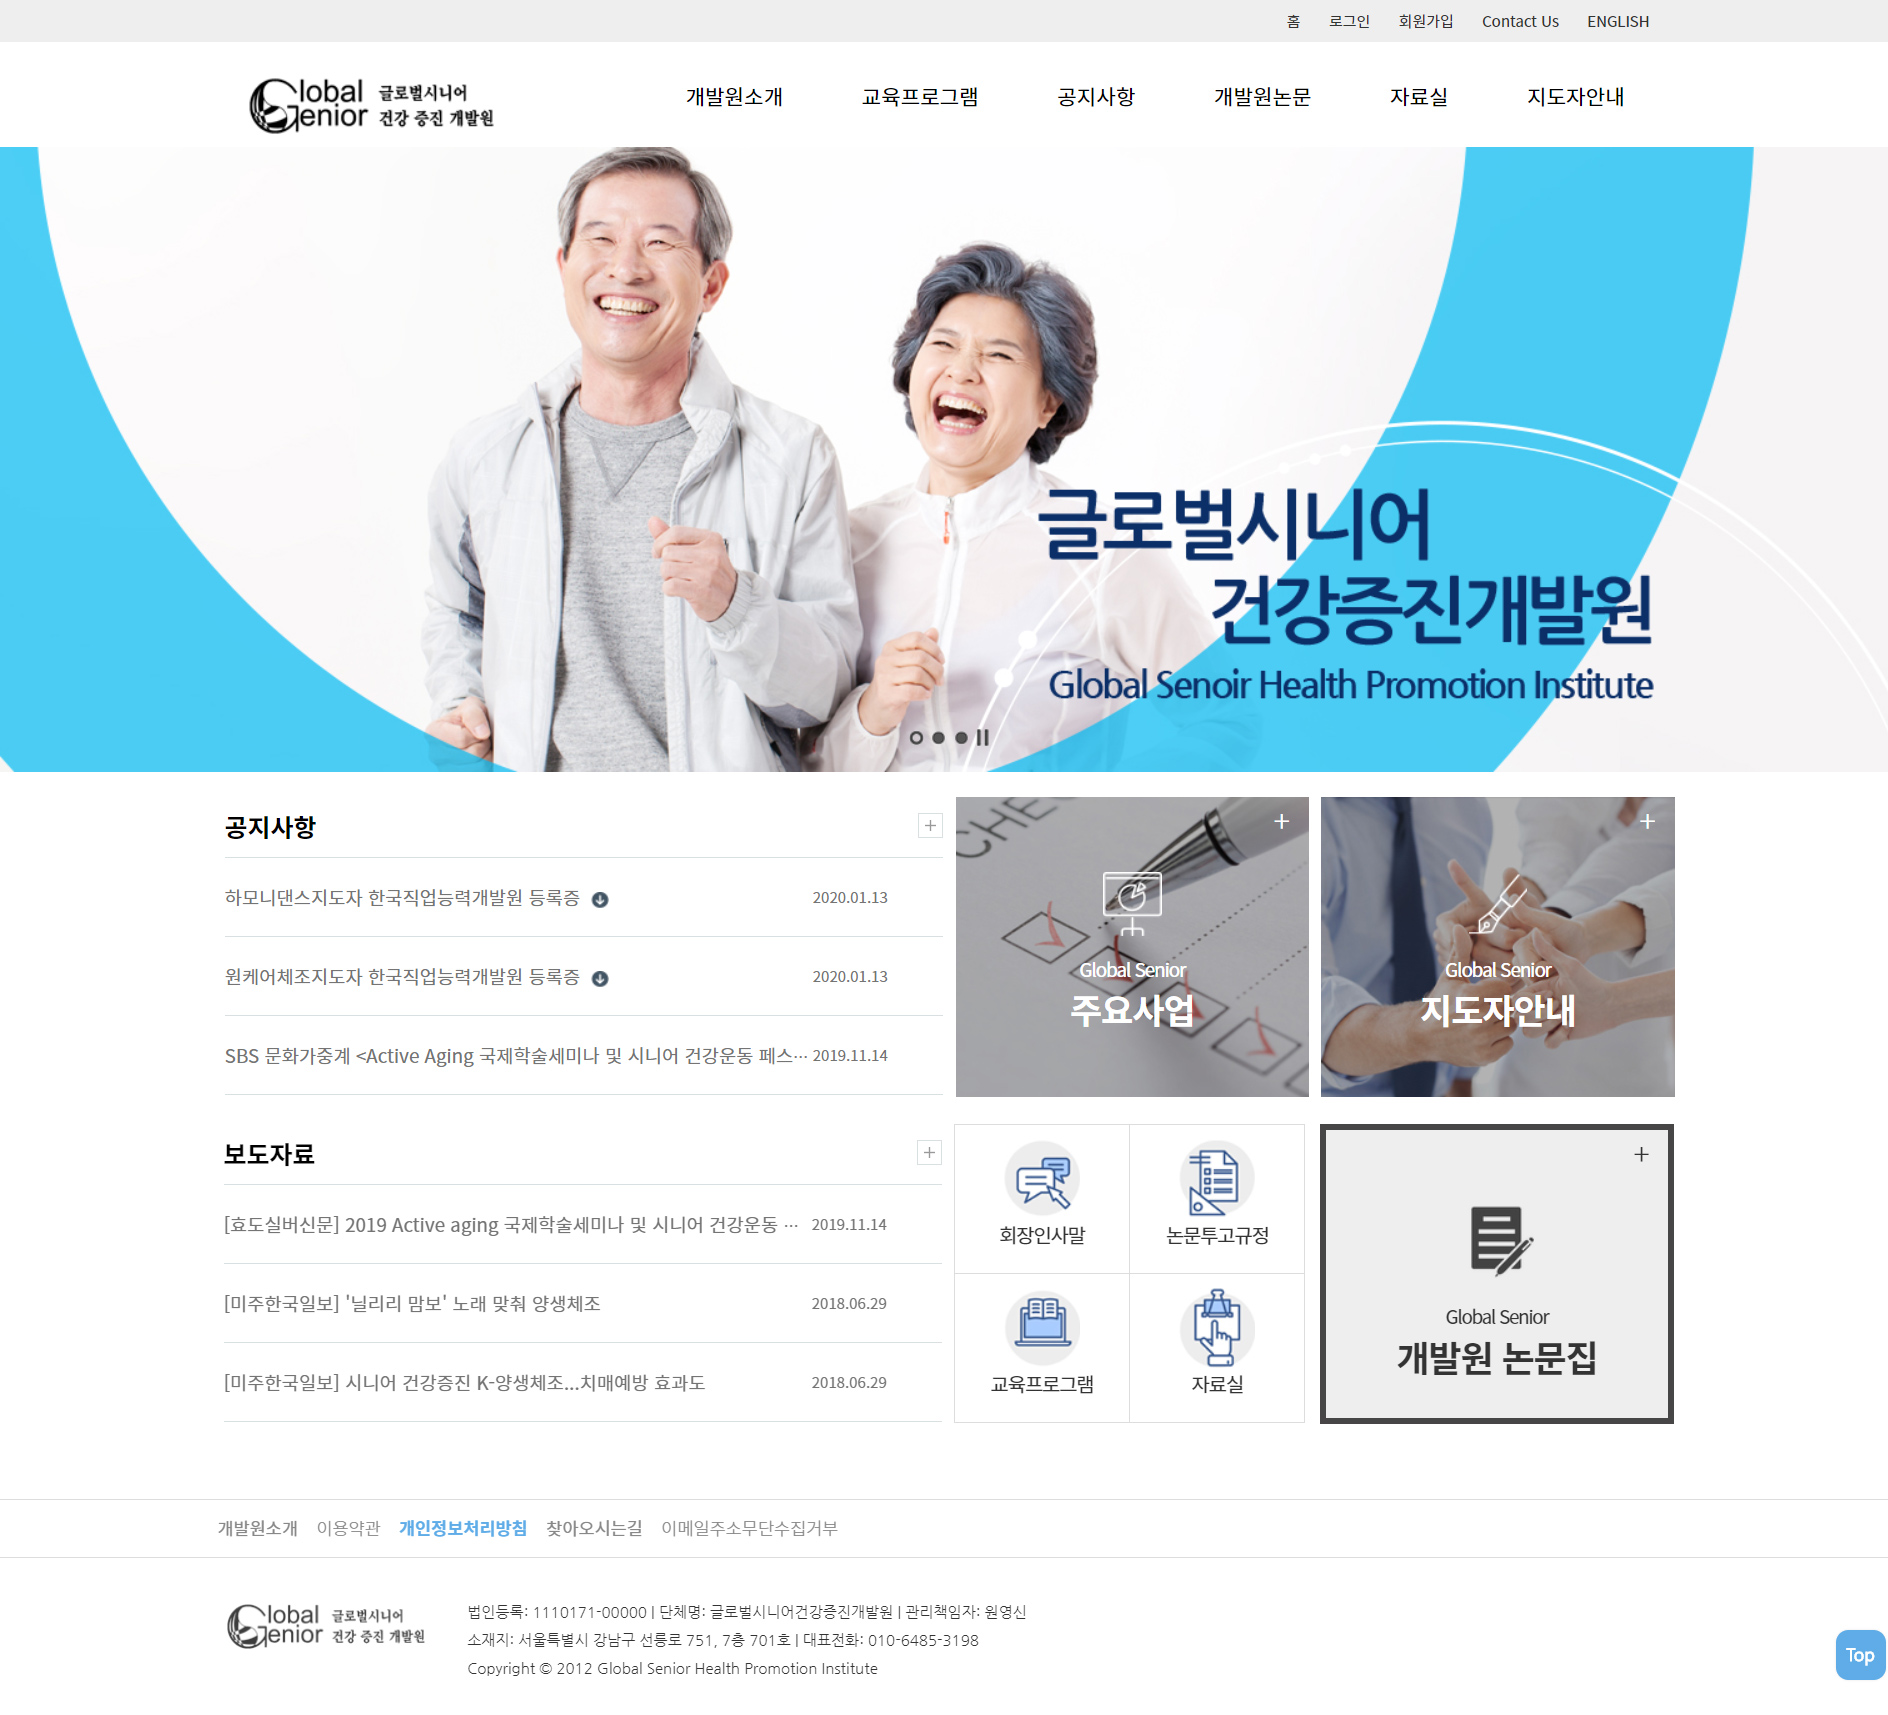 홈 로그인 회원가입 Contact Us ENGLISH
Global Senior 글로벌시니어 건강 증진 개발원
개발원소개 교육프로그램 공지사항 개발원논문 자료실 지도자안내
글로벌시니어
건강증진개발원
Global Senoir Health Promotion Institute
공지사항
하모니댄스지도자 한국직업능력개발원 등록증 2020.01.13
원케어체조지도자 한국직업능력개발원 등록증 2020.01.13
SBS 문화가중계 <Active Aging 국제학술세미나 및 시니어 건강운동 페스… 2019.11.14
CHE
Global Senior
주요사업
Global Senior
지도자안내
보도자료
[효도실버신문] 2019 Active aging 국제학술세미나 및 시니어 건강운동 … 2019.11.14
[미주한국일보] '닐리리 맘보' 노래 맞춰 양생체조 2018.06.29
[미주한국일보] 시니어 건강증진 K-양생체조...치매예방 효과도 2018.06.29
회장인사말 논문투고규정
교육프로그램 자료실
Global Senior
개발원 논문집
개발원소개 이용약관 개인정보처리방침 찾아오시는길 이메일주소무단수집거부
Global Senior 글로벌시니어 건강 증진 개발원
법인등록: 1110171-00000 | 단체명: 글로벌시니어건강증진개발원 | 관리책임자: 원영신
소재지: 서울특별시 강남구 선릉로 751, 7층 701호 | 대표전화: 010-6485-3198
Copyright © 2012 Global Senior Health Promotion Institute
Top